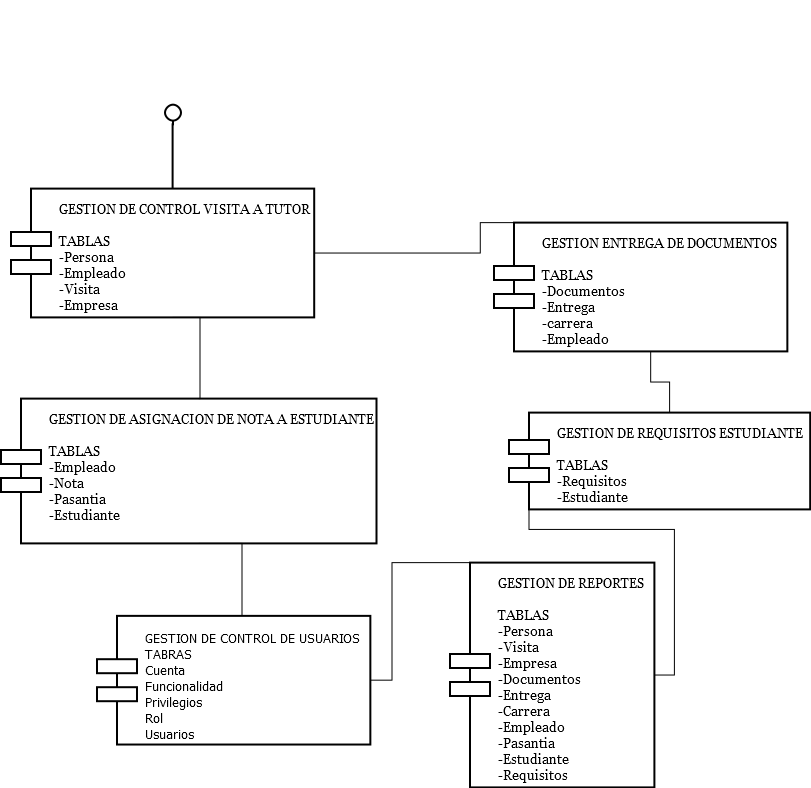 GESTION DE CONTROL VISITA A TUTOR
TABLAS
-Persona
-Empleado
-Visita
-Empresa
GESTION ENTREGA DE DOCUMENTOS
TABLAS
-Documentos
-Entrega
-carrera
-Empleado
GESTION DE ASIGNACION DE NOTA A ESTUDIANTE
TABLAS
-Empleado
-Nota
-Pasantia
-Estudiante
GESTION DE REQUISITOS ESTUDIANTE
TABLAS
-Requisitos
-Estudiante
GESTION DE CONTROL DE USUARIOS
TABRAS
Cuenta
Funcionalidad
Privilegios
Rol
Usuarios
GESTION DE REPORTES
TABLAS
-Persona
-Visita
-Empresa
-Documentos
-Entrega
-Carrera
-Empleado
-Pasantia
-Estudiante
-Requisitos